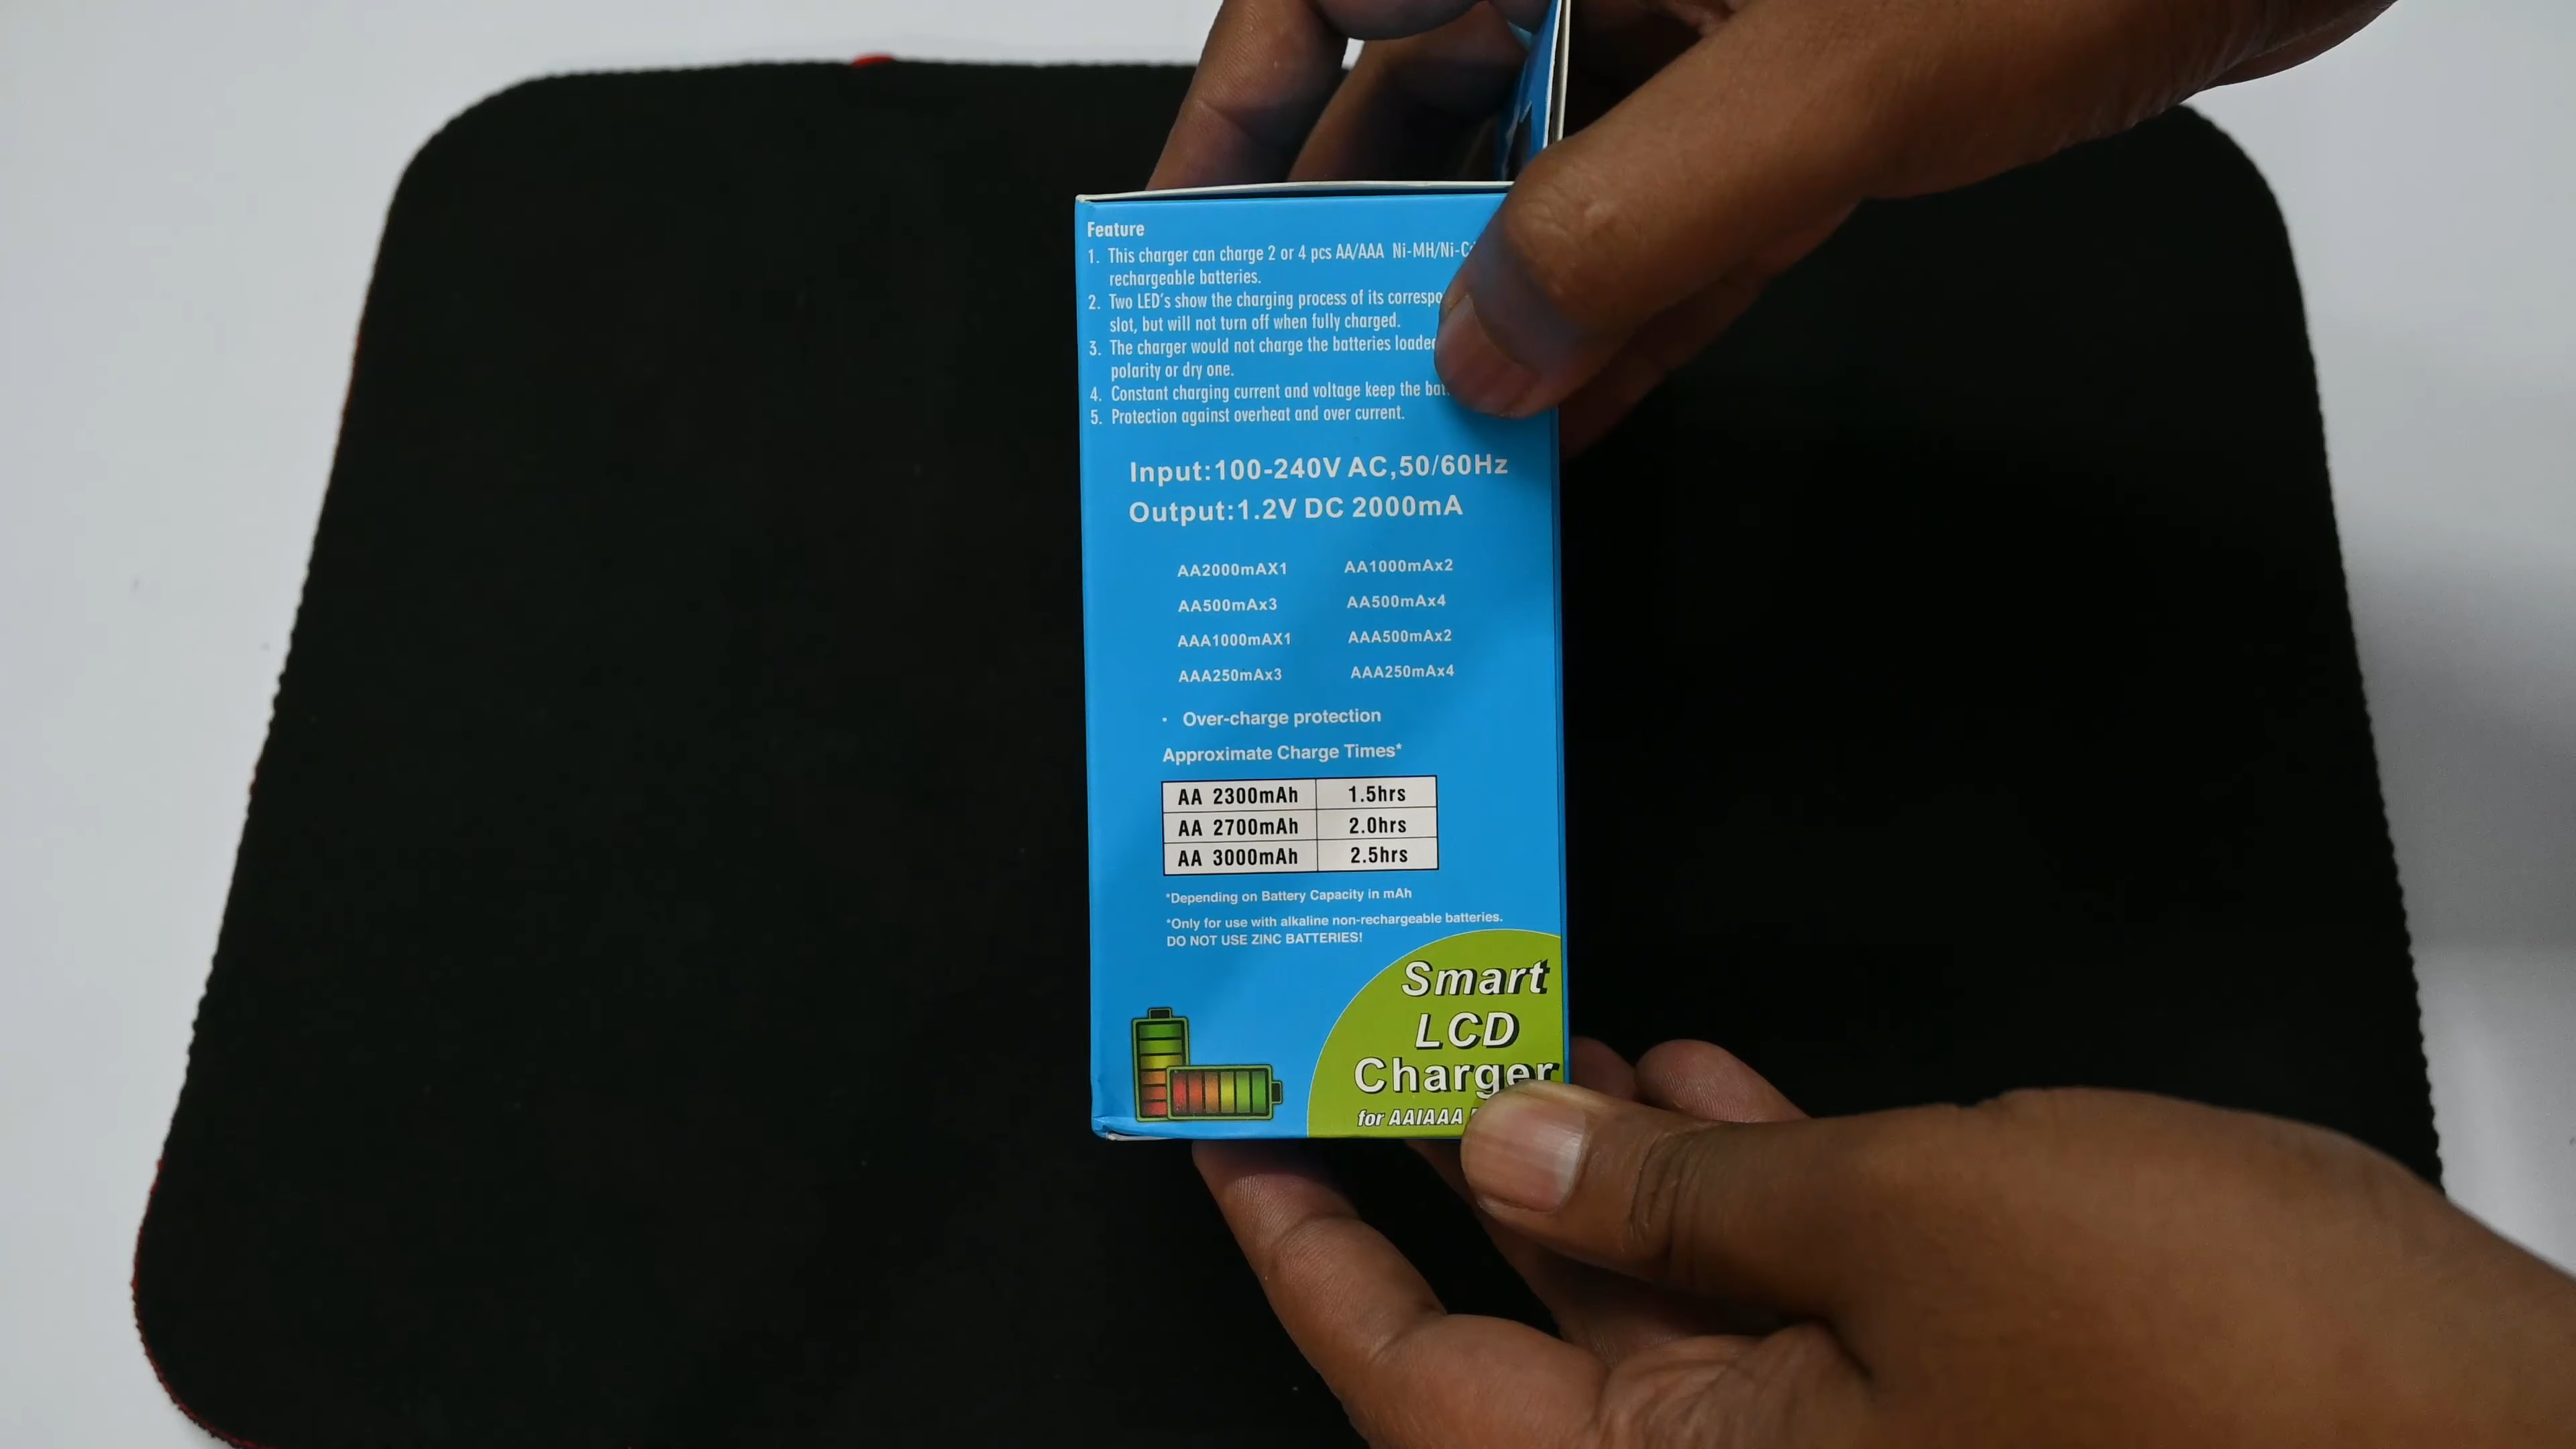 Feature
1. This charger can charge 2 or 4 pcs AA/AAA Ni-MH/Ni-C
rechargeable batteries.
2. Two LED's show the charging process of its
slot, but will not turn off when fully charged.
3. The charger would not charge the batteries
polarity or dry one.
4. Constant charging current and voltage keep the
5. Protection against overheat and over current.
Input:100-240V AC,50/60Hz
Output:1.2V DC 2000mA
AA2000mAX1 AA1000mAx2
AA500mAx3 AA500mAx4
AAA1000mAX1 AAA500mAx2
AAA250mAx3 AAA250mAx4
· Over-charge protection
Approximate Charge Times*
AA 2300mAh 1.5hrs
AA 2700mAh 2.0hrs
AA 3000mAh 2.5hrs
*Depending on Battery Capacity in mAh
*Only for use with alkaline non-rechargeable batteries.
DO NOT USE ZINC BATTERIES!
Smart
LCD
Charger
for AA/AAA